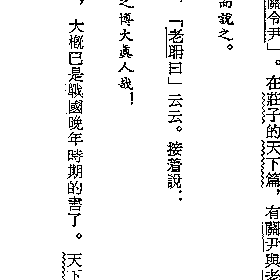 關令尹」。在莊子的天下篇，有關尹與老
而說之。
，「老聃曰」云云。接着說：
之博大眞人哉！
，大概已是戰國晚年時期的書了。天下